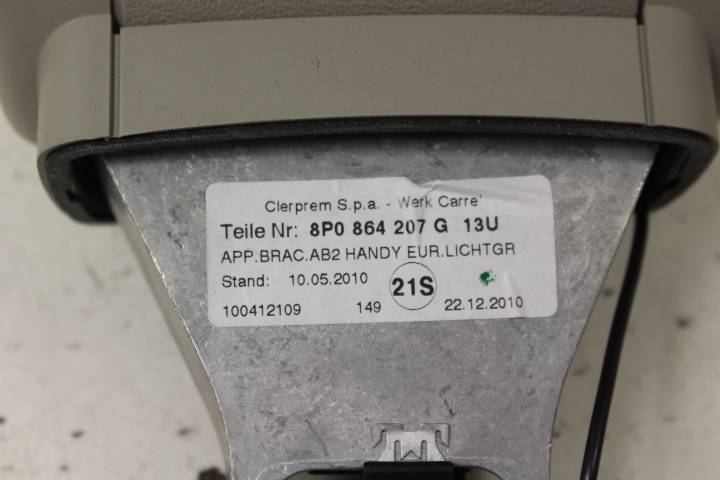 Clerprem S.p.a. - Werk Carre'
Teile Nr: 8P0 864 207 G 13U
APP.BRAC.AB2 HANDY EUR.LICHTGR
Stand: 10.05.2010 21S
100412109 149 22.12.2010